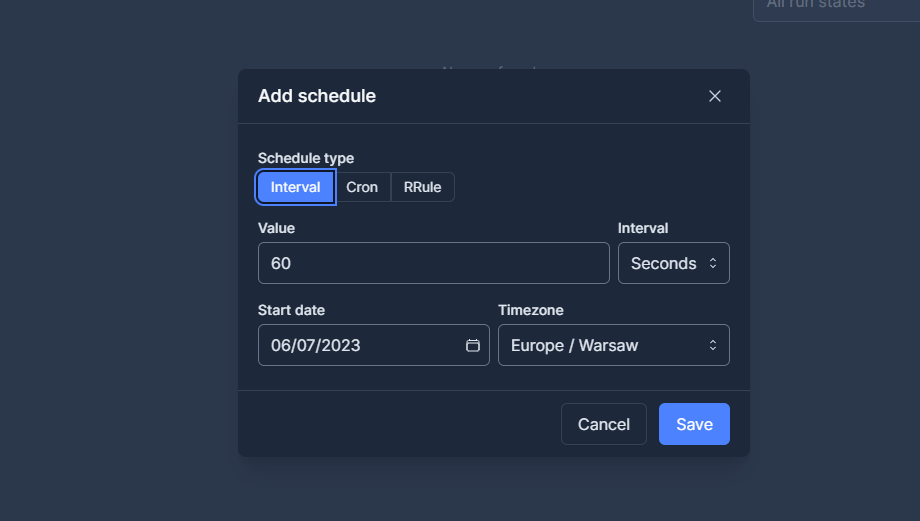 All run states
Add schedule
Schedule type
Interval Cron RRule
Value Interval
60 Seconds
Start date Timezone
06/07/2023 Europe / Warsaw
Cancel Save